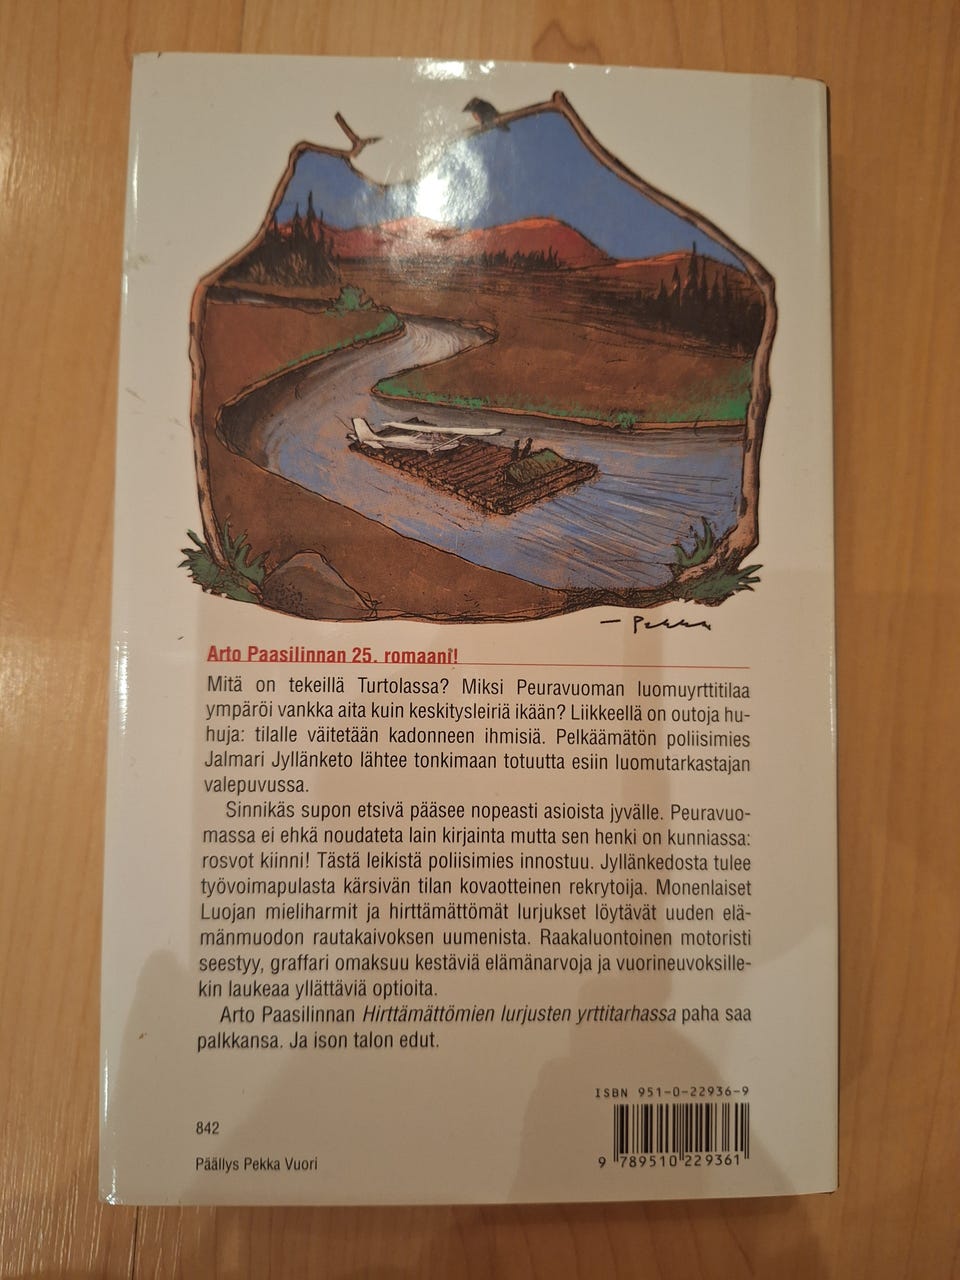 – Pekka
Arto Paasilinnan 25. romaani!
Mitä on tekeillä Turtolassa? Miksi Peuravuoman luomuyrttitilaa
ympäröi vankka aita kuin keskitysleiriä ikään? Liikkeellä on outoja hu-
huja: tilalle väitetään kadonneen ihmisiä. Pelkäämätön poliisimies
Jalmari Jyllänketo lähtee tonkimaan totuutta esiin luomutarkastajan
valepuvussa.
Sinnikäs supon etsivä pääsee nopeasti asioista jyvälle. Peuravuo-
massa ei ehkä noudateta lain kirjainta mutta sen henki on kunniassa:
rosvot kiinni! Tästä leikistä poliisimies innostuu. Jyllänkedosta tulee
työvoimapulasta kärsivän tilan kovaotteinen rekrytoija. Monenlaiset
Luojan mieliharmit ja hirttämättömät lurjukset löytävät uuden elä-
mänmuodon rautakaivoksen uumenista. Raakaluontoinen motoristi
seestyy, graffari omaksuu kestäviä elämänarvoja ja vuorineuvoksille-
kin laukeaa yllättäviä optioita.
Arto Paasilinnan Hirttämättömien lurjusten yrttitarhassa paha saa
palkkansa. Ja ison talon edut.
ISBN 951-0-22936-9
842
Päällys Pekka Vuori
9 789510 229361